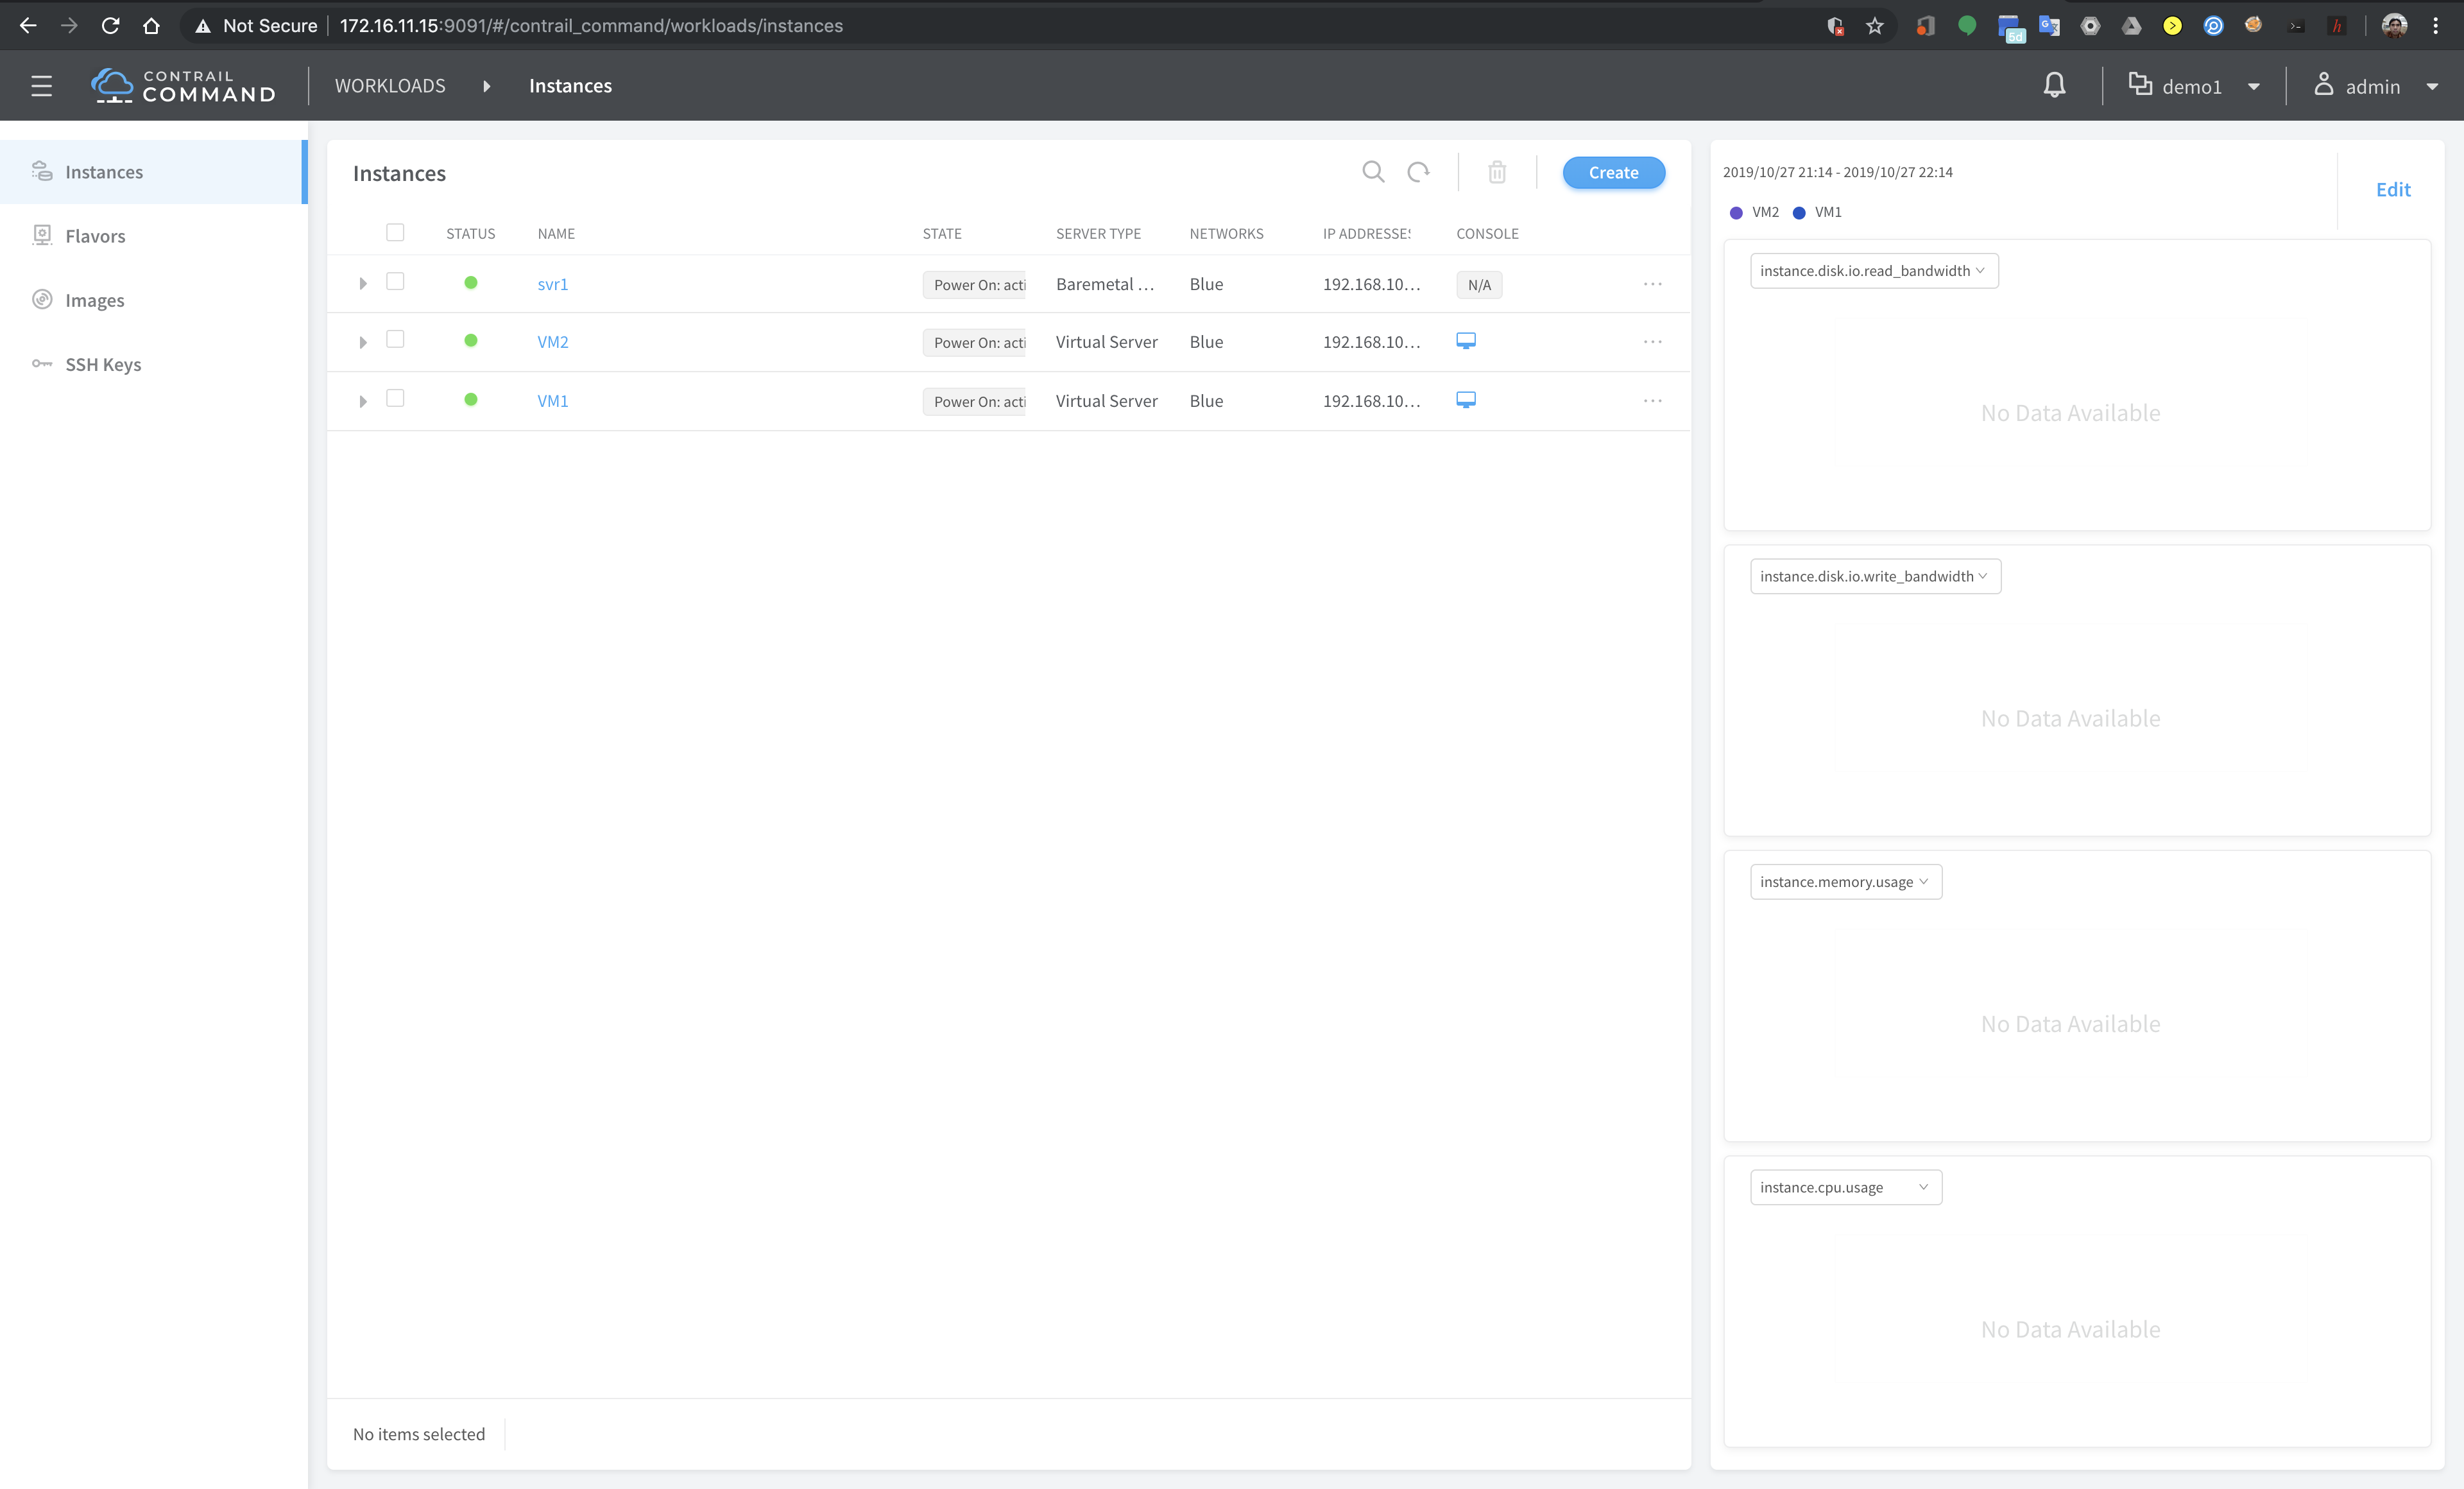 Not Secure 172.16.11.15:9091/#/contrail_command/workloads/instances
6d
CONTRAIL
COMMAND
WORKLOADS
Instances
demo1
admin
Instances
Flavors
Images
SSH Keys
Instances
Create
STATUS NAME STATE SERVER TYPE NETWORKS IP ADDRESSES CONSOLE
svr1 Power On: acti Baremetal ... Blue 192.168.10... N/A ...
VM2 Power On: acti Virtual Server Blue 192.168.10... ...
VM1 Power On: acti Virtual Server Blue 192.168.10... ...
No items selected
2019/10/27 21:14 - 2019/10/27 22:14
VM2 VM1
Edit
instance.disk.io.read_bandwidth
No Data Available
instance.disk.io.write_bandwidth
No Data Available
instance.memory.usage
No Data Available
instance.cpu.usage
No Data Available